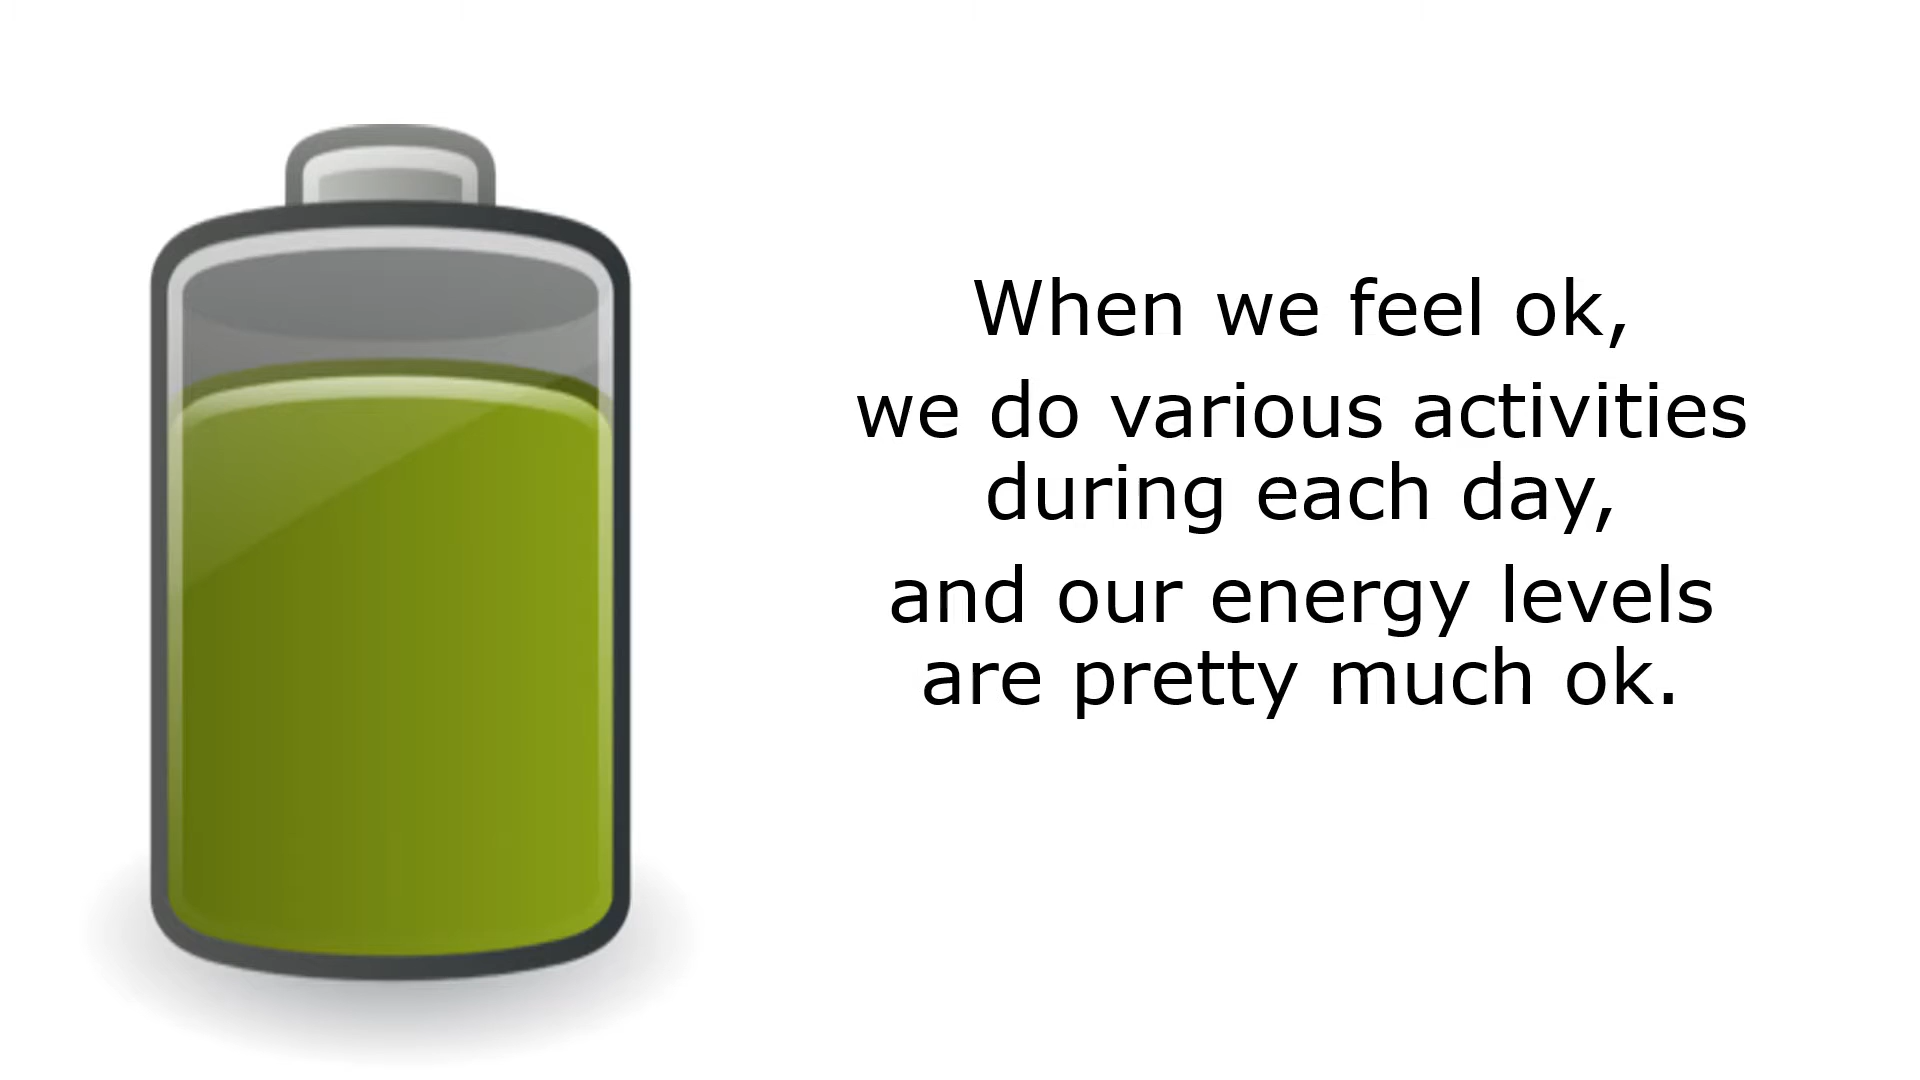 When we feel ok,
we do various activities
during each day,
and our energy levels
are pretty much ok.